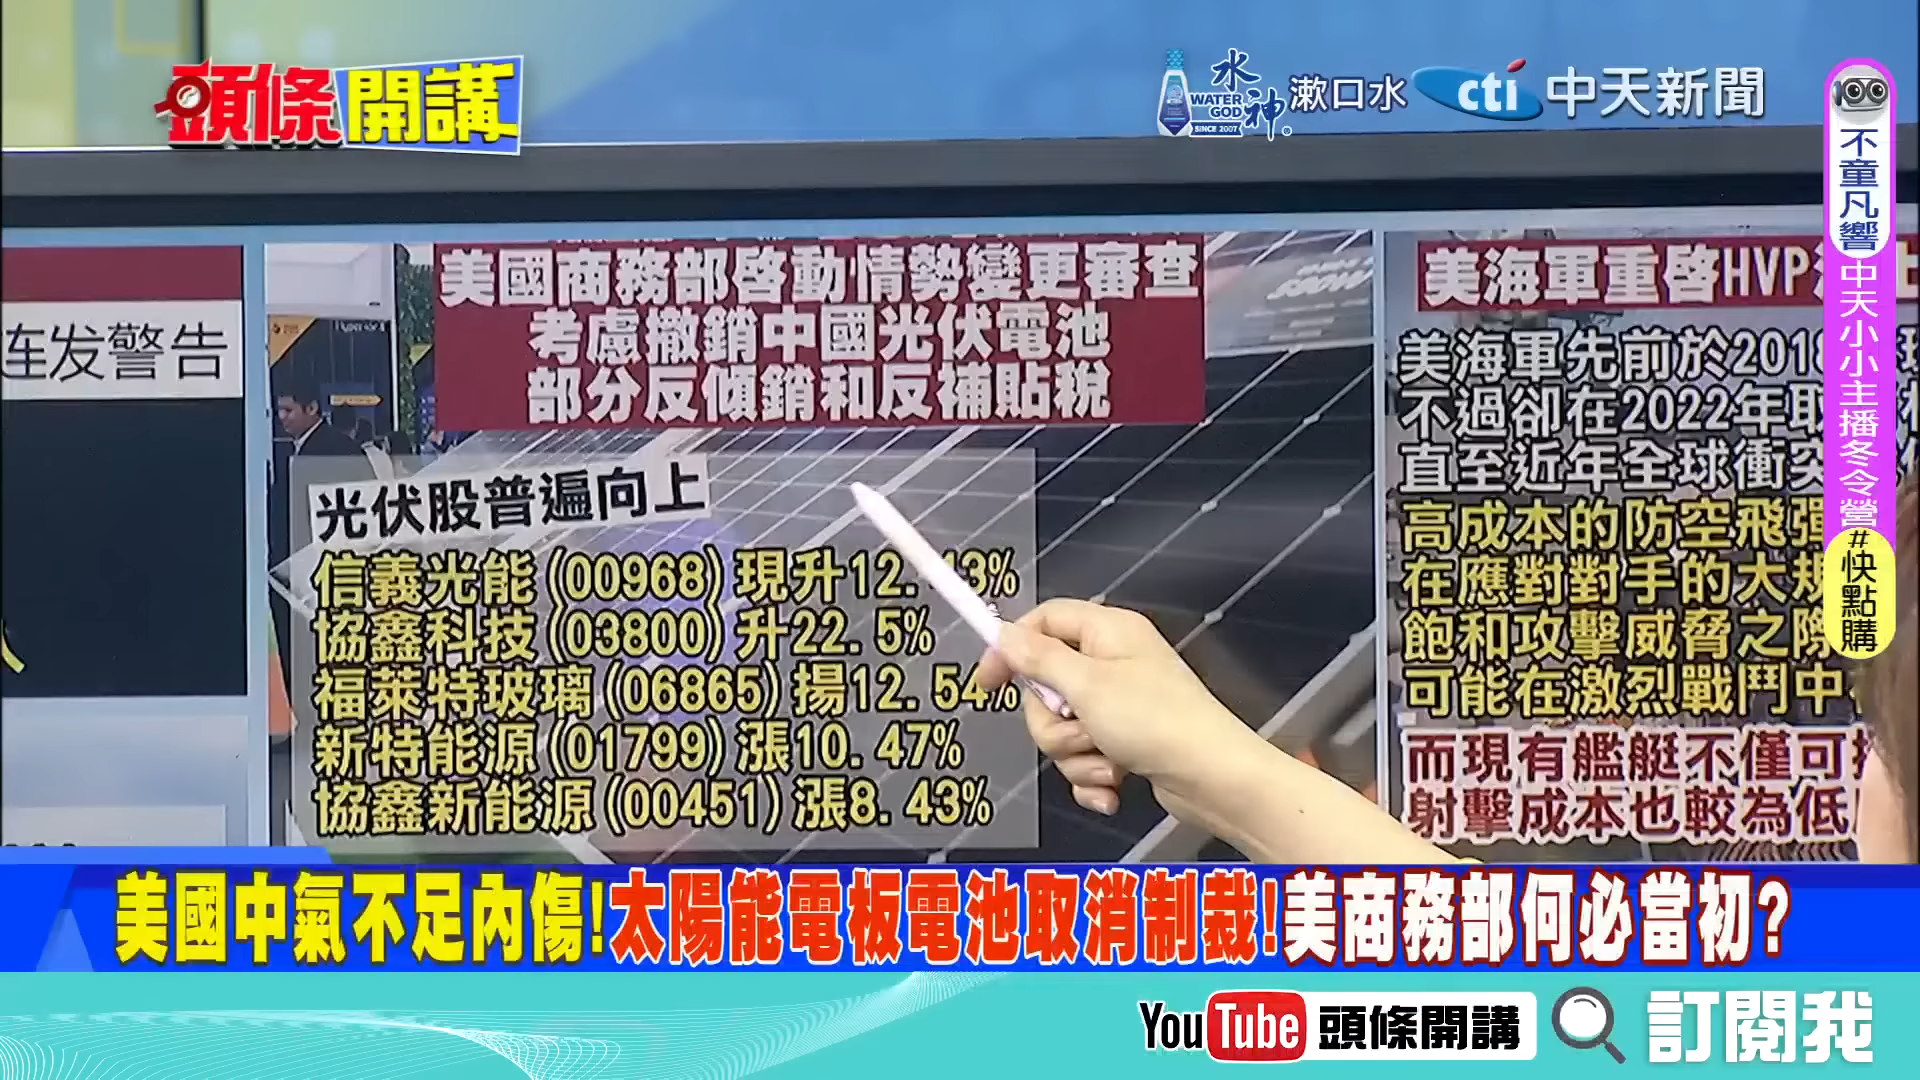 頭條開講
水神
WATER GOD
SINCE 2007
漱口水
cti 中天新聞
不童凡響
中天小小主播冬令營
#快點購
连发警告
美國商務部啓動情勢變更審查
考慮撤銷中國光伏電池
部分反傾銷和反補貼稅
光伏股普遍向上
信義光能(00968)現升12. 3%
協鑫科技(03800)升22.5%
福萊特玻璃(06865)揚12.54%
新特能源(01799)漲10.47%
協鑫新能源(00451)漲8.43%
美海軍重啓HVP
美海軍先前於2018
不過卻在2022年取
直至近年全球衝突
高成本的防空飛彈
在應對對手的大規
飽和攻擊威脅之際
可能在激烈戰鬥中
而現有艦艇不僅可
射擊成本也較為低
美國中氣不足內傷!太陽能電板電池取消制裁!美商務部何必當初?
YouTube 頭條開講
訂閱我